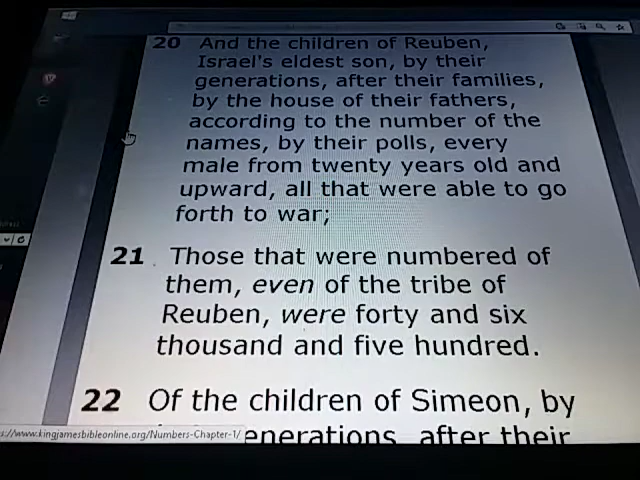 20 And the children of Reuben,
Israel's eldest son, by their
generations, after their families,
by the house of their fathers,
according to the number of the
names, by their polls, every
male from twenty years old and
upward, all that were able to go
forth to war;
21 Those that were numbered of
them, even of the tribe of
Reuben, were forty and six
thousand and five hundred.
22 Of the children of Simeon, by
s://www.kingjamesbibleonline.org/Numbers-Chapter-1/ enerations, after their